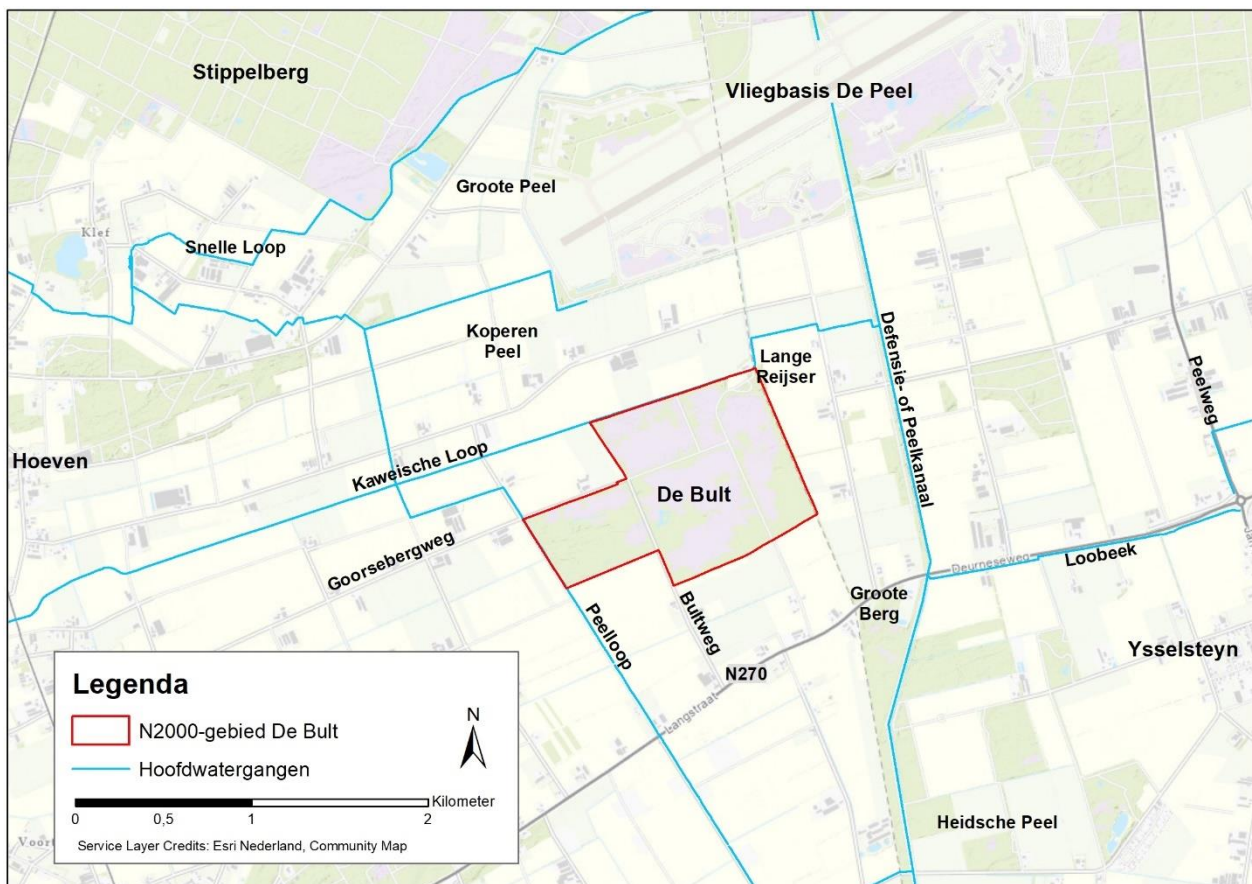 Stippelberg
Vliegbasis De Peel
Groote Peel
Klef
Snelle Loop
Koperen
Peel
Lange
Reijser
Defensie- of Peelkanaal
Peelweg
Hoeven
Kaweische Loop
De Bult
Goorsebergweg
Deurneseweg
Loobeek
Groote
Berg
Peelloop
Bultweg
Ysselsteyn
N270
Langstraat
Heidsche Peel
Legenda
N2000-gebied De Bult
N
Hoofdwatergangen
Kilometer
0 0,5 1 2
Service Layer Credits: Esri Nederland, Community Map